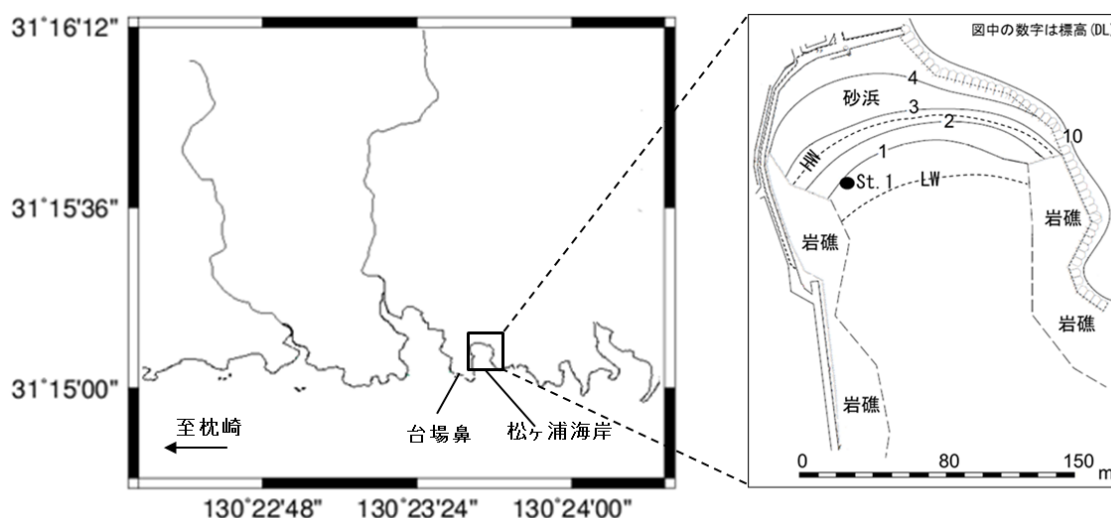 31°16'12"
31°15'36"
31°15'00"
130°22'48"
130°23'24"
130°24'00"
至枕崎
台場鼻
松ヶ浦海岸
図中の数字は標高(DL)
4
砂浜
3
2
10
HW
1
St.1
LW
岩礁
岩礁
岩礁
岩礁
0
80
150
m